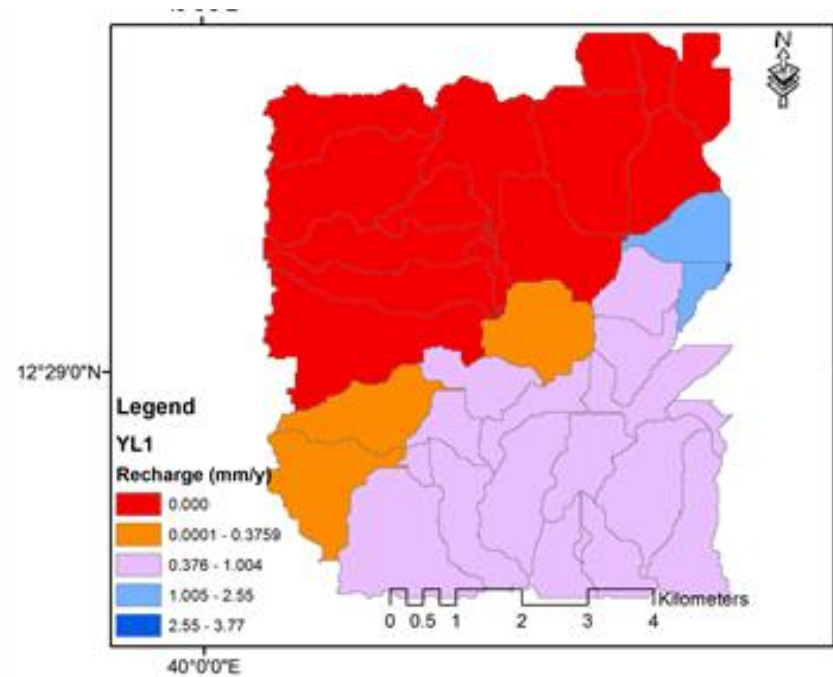 N
12°29'0"N
Legend
YL1
Recharge (mm/y)
0.000
0.0001 - 0.3759
0.376 - 1.004
1.005 - 2.55
2.55 - 3.77
Kilometers
0 0.5 1 2 3 4
40°0'0"E